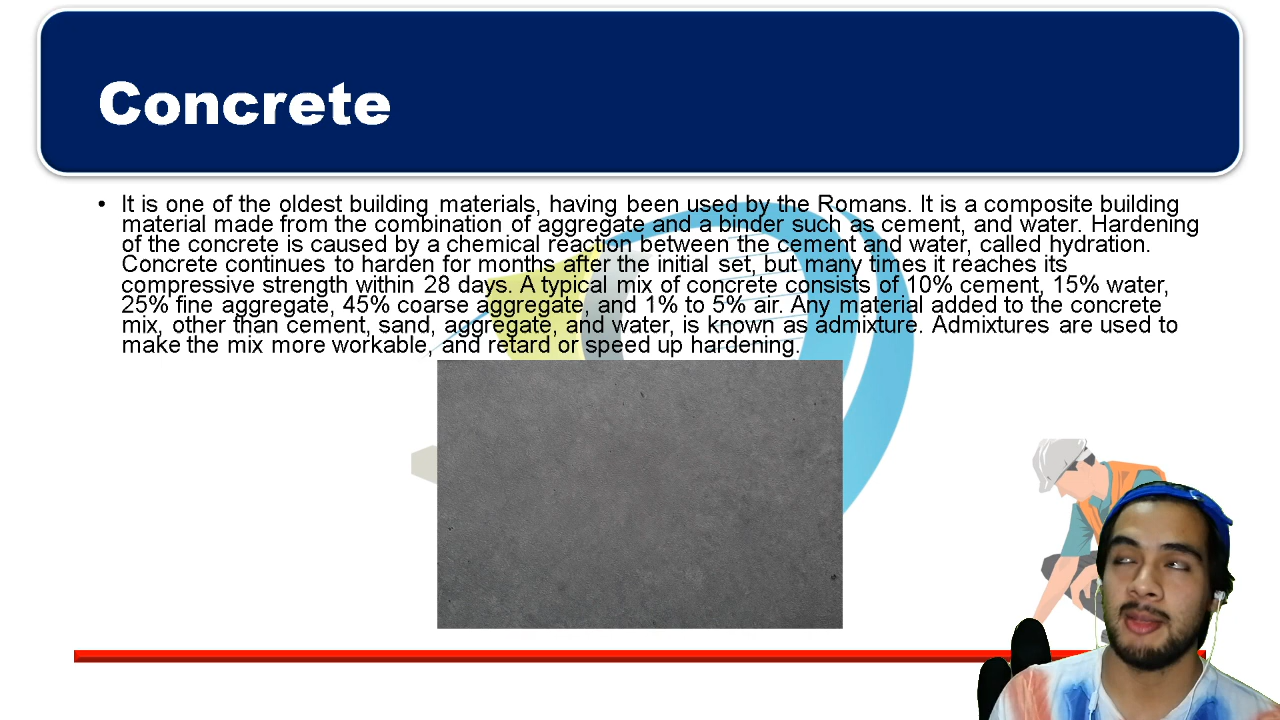 Concrete
• It is one of the oldest building materials, having been used by the Romans. It is a composite building
material made from the combination of aggregate and a binder such as cement, and water. Hardening
of the concrete is caused by a chemical reaction between the cement and water, called hydration.
Concrete continues to harden for months after the initial set, but many times it reaches its
compressive strength within 28 days. A typical mix of concrete consists of 10% cement, 15% water,
25% fine aggregate, 45% coarse aggregate, and 1% to 5% air. Any material added to the concrete
mix, other than cement, sand, aggregate, and water, is known as admixture. Admixtures are used to
make the mix more workable, and retard or speed up hardening.